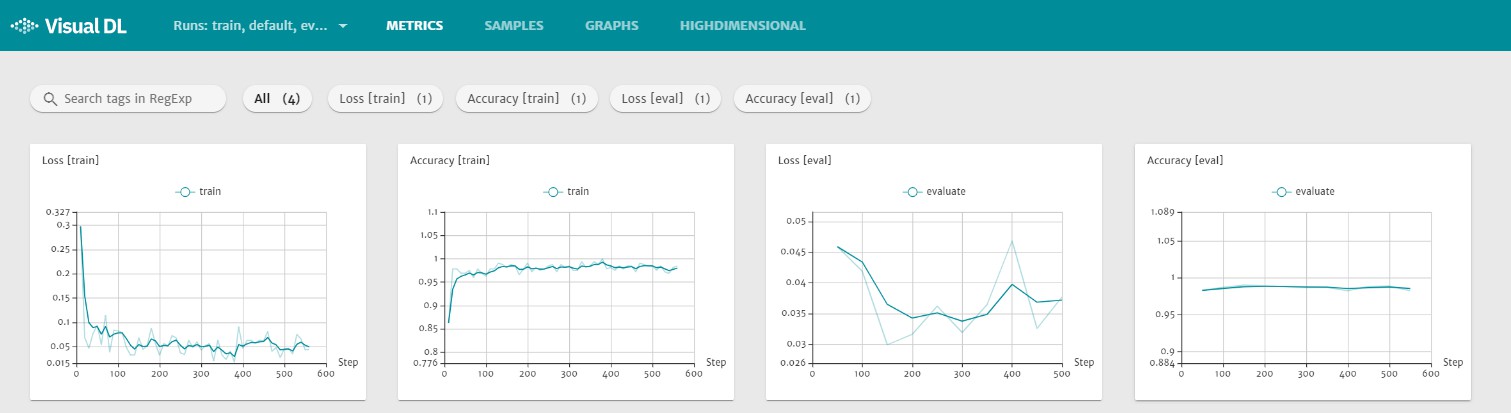 Visual DL Runs: train, default, ev... METRICS SAMPLES GRAPHS HIGHDIMENSIONAL
Search tags in RegExp All (4) Loss [train] (1) Accuracy [train] (1) Loss [eval] (1) Accuracy [eval] (1)
Loss [train]
train
0.327
0.3
0.25
0.2
0.15
0.1
0.05
0.015
0 100 200 300 400 500 600
Step
Accuracy [train]
train
1.1
1.05
1
0.95
0.9
0.85
0.8
0.776
0 100 200 300 400 500 600
Step
Loss [eval]
evaluate
0.05
0.045
0.04
0.035
0.03
0.026
0 100 200 300 400 500
Step
Accuracy [eval]
evaluate
1.089
1.05
1
0.95
0.9
0.884
0 100 200 300 400 500 600
Step